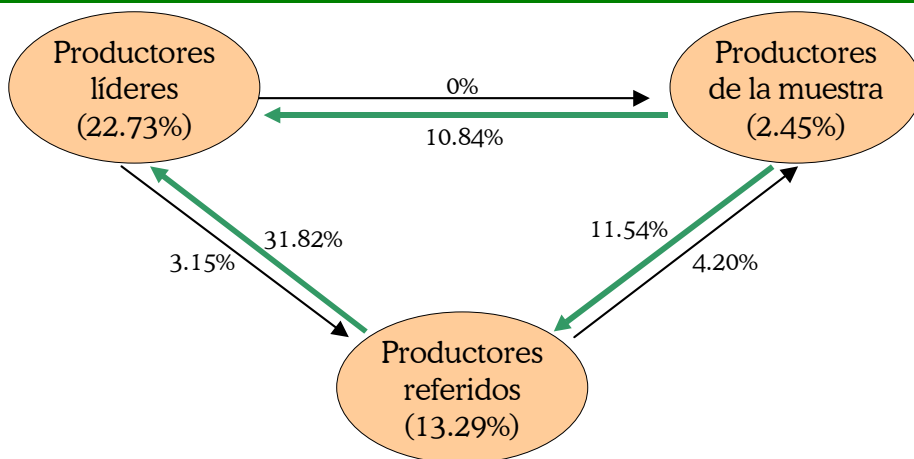 Productores
líderes
(22.73%)
0%
10.84%
Productores
de la muestra
(2.45%)
3.15%
31.82%
11.54%
4.20%
Productores
referidos
(13.29%)